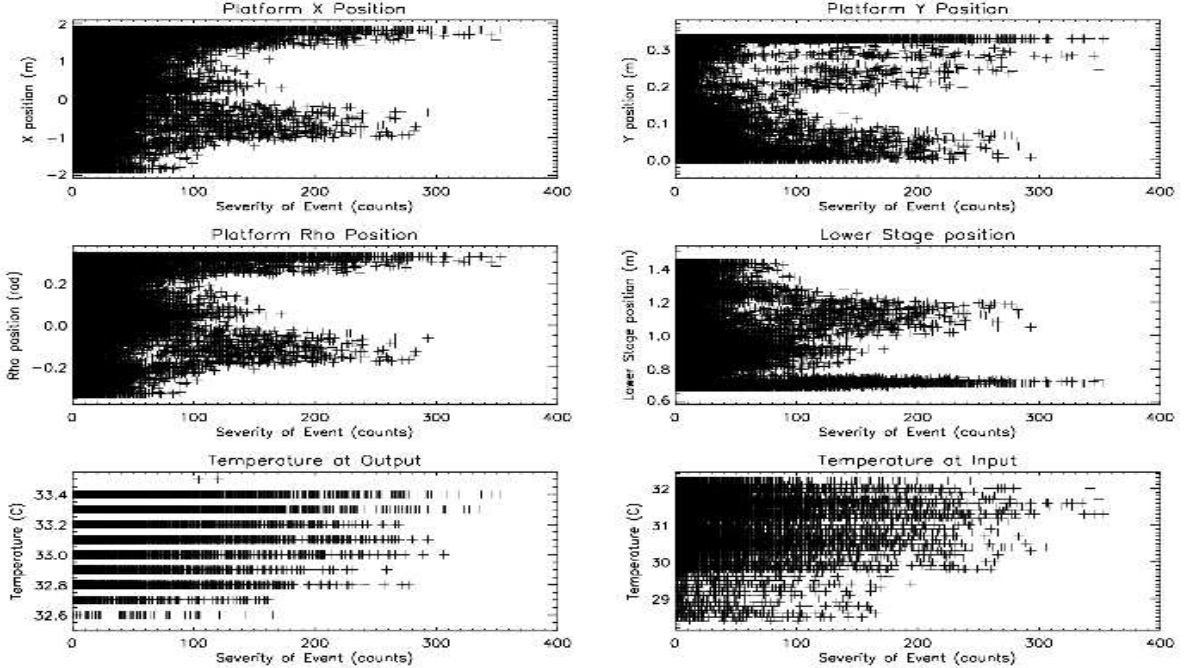 Platform X Position
X position (m)
2
1
0
−1
−2
0 100 200 300 400
Severity of Event (counts)
Platform Y Position
Y position (m)
0.3
0.2
0.1
0.0
0 100 200 300 400
Severity of Event (counts)
Platform Rho Position
Rho position (rad)
0.2
0.0
−0.2
0 100 200 300 400
Severity of Event (counts)
Lower Stage position
Lower Stage position (m)
1.4
1.2
1.0
0.8
0.6
0 100 200 300 400
Severity of Event (counts)
Temperature at Output
Temperature (C)
33.4
33.2
33.0
32.8
32.6
0 100 200 300 400
Severity of Event (counts)
Temperature at Input
Temperature (C)
32
31
30
29
0 100 200 300 400
Severity of Event (counts)